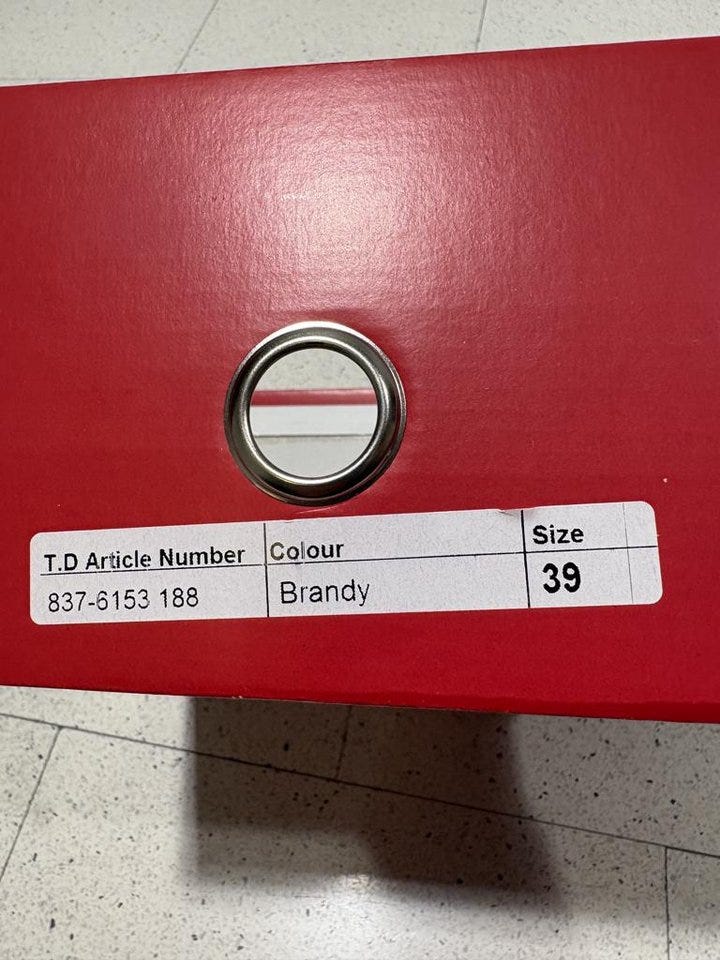 T.D Article Number Colour Size
837-6153 188 Brandy 39